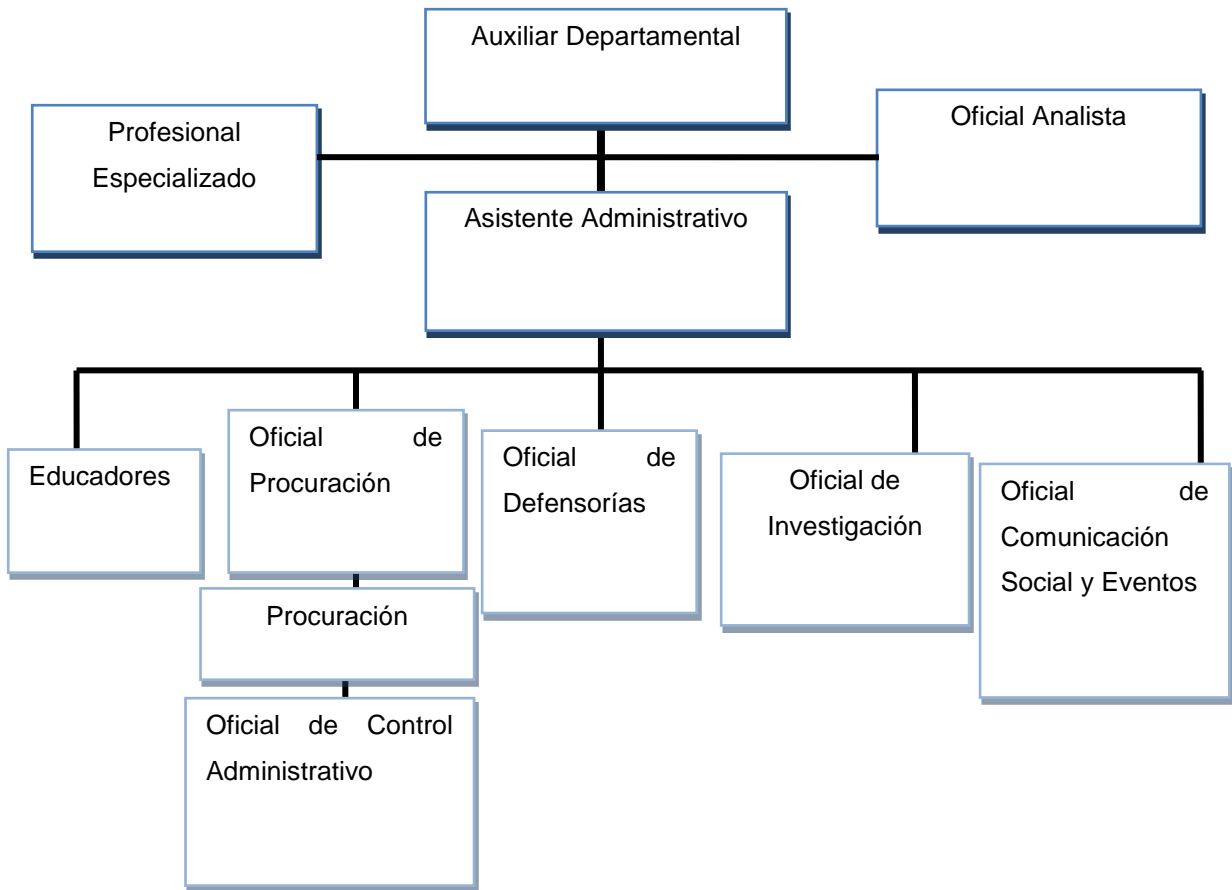 Auxiliar Departamental
Profesional
Especializado
Oficial Analista
Asistente Administrativo
Educadores
Oficial de
Procuración
Oficial de
Defensorías
Oficial de
Investigación
Oficial de
Comunicación
Social y Eventos
Procuración
Oficial de Control
Administrativo